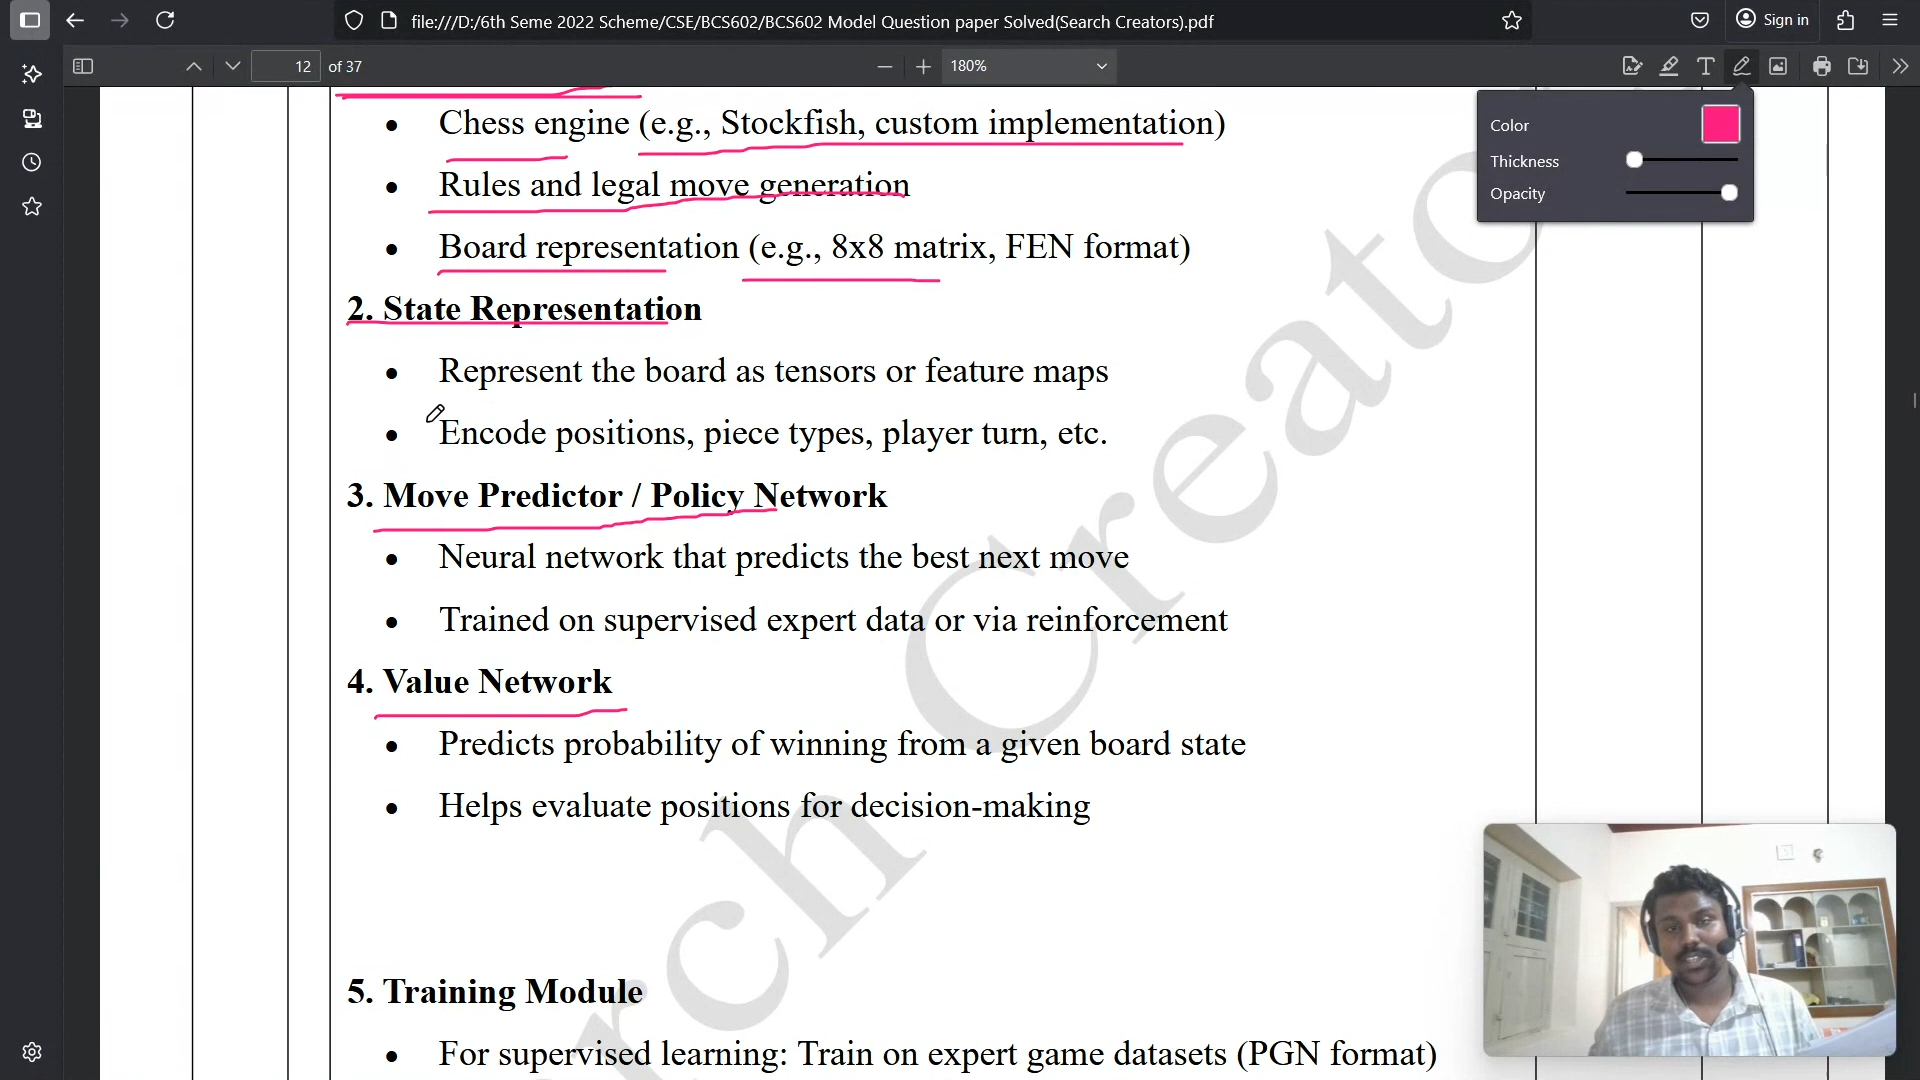 file:///D:/6th Seme 2022 Scheme/CSE/BCS602/BCS602 Model Question paper Solved(Search Creators).pdf
Sign in
12 of 37
180%
Color
Thickness
Opacity
• Chess engine (e.g., Stockfish, custom implementation)
• Rules and legal move generation
• Board representation (e.g., 8x8 matrix, FEN format)
2. State Representation
• Represent the board as tensors or feature maps
• Encode positions, piece types, player turn, etc.
3. Move Predictor / Policy Network
• Neural network that predicts the best next move
• Trained on supervised expert data or via reinforcement
4. Value Network
• Predicts probability of winning from a given board state
• Helps evaluate positions for decision-making
5. Training Module
• For supervised learning: Train on expert game datasets (PGN format)
rch Creato